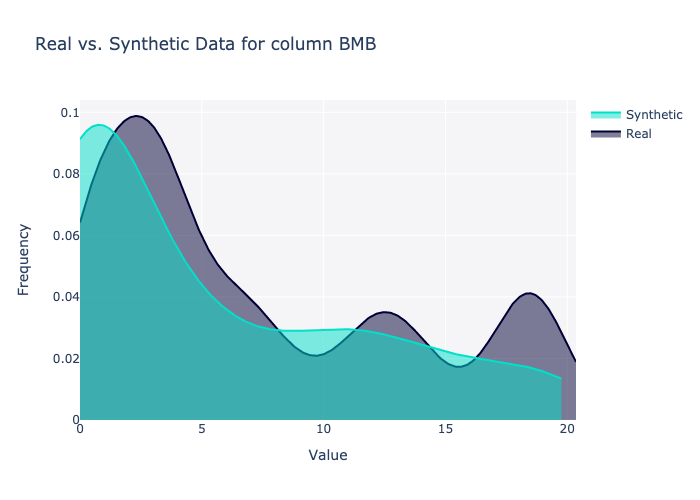 Real vs. Synthetic Data for column BMB
Synthetic
Real
Frequency
0.1
0.08
0.06
0.04
0.02
0
0 5 10 15 20
Value